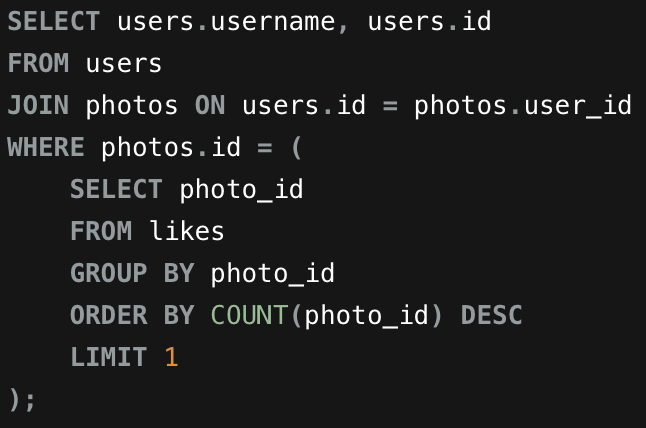 SELECT users.username, users.id
FROM users
JOIN photos ON users.id = photos.user_id
WHERE photos.id = (
    SELECT photo_id
    FROM likes
    GROUP BY photo_id
    ORDER BY COUNT(photo_id) DESC
    LIMIT 1
);